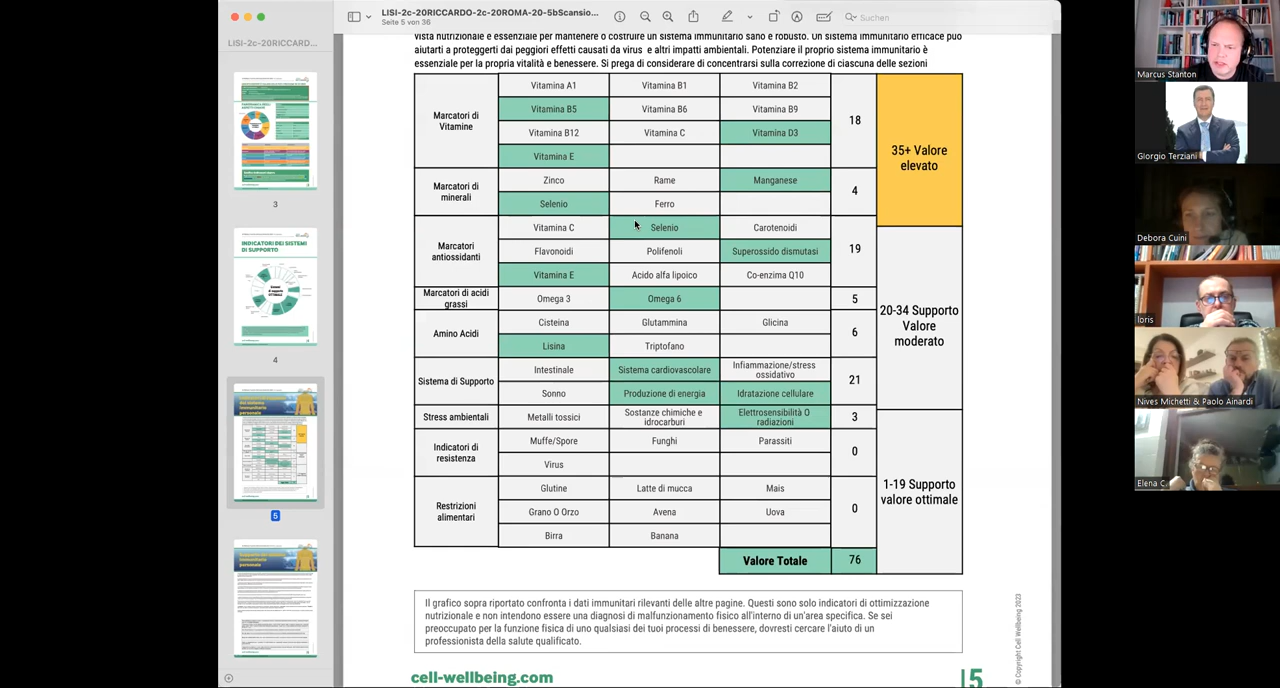 LISI-2c-20RICCARDO-2c-20ROMA-20-5bScansio...
Seite 5 von 36
Suchen
LISI-2c-20RICCARD...
3
INDICATORI DEI SISTEMI
DI SUPPORTO
4
5
vista nutrizionale è essenziale per mantenere o costruire un sistema immunitario sano e robusto. Un sistema immunitario efficace può
aiutarti a proteggerti dai peggiori effetti causati da virus e altri impatti ambientali. Potenziare il proprio sistema immunitario è
essenziale per la propria vitalità e benessere. Si prega di considerare di concentrarsi sulla correzione di ciascuna delle sezioni
Marcatori di
Vitamine
Vitamina A1 Vitamina B1 Vitamina B2
Vitamina B5 Vitamina B6 Vitamina B9
Vitamina B12 Vitamina C Vitamina D3
Vitamina E
18
Marcatori di
minerali
Zinco Rame Manganese
Selenio Ferro
4
Marcatori
antiossidanti
Vitamina C Selenio Carotenoidi
Flavonoidi Polifenoli Superossido dismutasi
Vitamina E Acido alfa lipoico Co-enzima Q10
19
Marcatori di acidi
grassi
Omega 3 Omega 6
5
Amino Acidi
Cisteina Glutammina Glicina
Lisina Triptofano
6
Sistema di Supporto
Intestinale Sistema cardiovascolare Infiammazione/stress
ossidativo
Sonno Produzione di energia Idratazione cellulare
21
Stress ambientali
Metalli tossici Sostanze chimiche e
idrocarburi
Elettrosensibilità O
radiazioni
3
Indicatori di
resistenza
Muffe/Spore Funghi Parassiti
Virus
0
Restrizioni
alimentari
Glutine Latte di mucca Mais
Grano O Orzo Avena Uova
Birra Banana
0
Valore Totale 76
35+ Valore
elevato
20-34 Supporto
Valore
moderato
1-19 Supporto
valore ottimale
Il grafico sopra riportato confronta i dati immunitari rilevanti delle altre pagine. Questi sono solo indicatori di ottimizzazione
nutrizionale e non intendono essere una diagnosi di malfunzionamento fisico all'interno di un'area specifica. Se sei
preoccupato per la condizione fisica di uno qualsiasi dei tuoi processi di benessere, dovresti cercare l'aiuto di un
professionista della salute qualificato.
cell-wellbeing.com
5
© Copyright Cell Wellbeing 2023
Marcus Stanton
Giorgio Terziani
Debora Cuini
loris
Nives Michetti & Paolo Ainardi
Elena C.